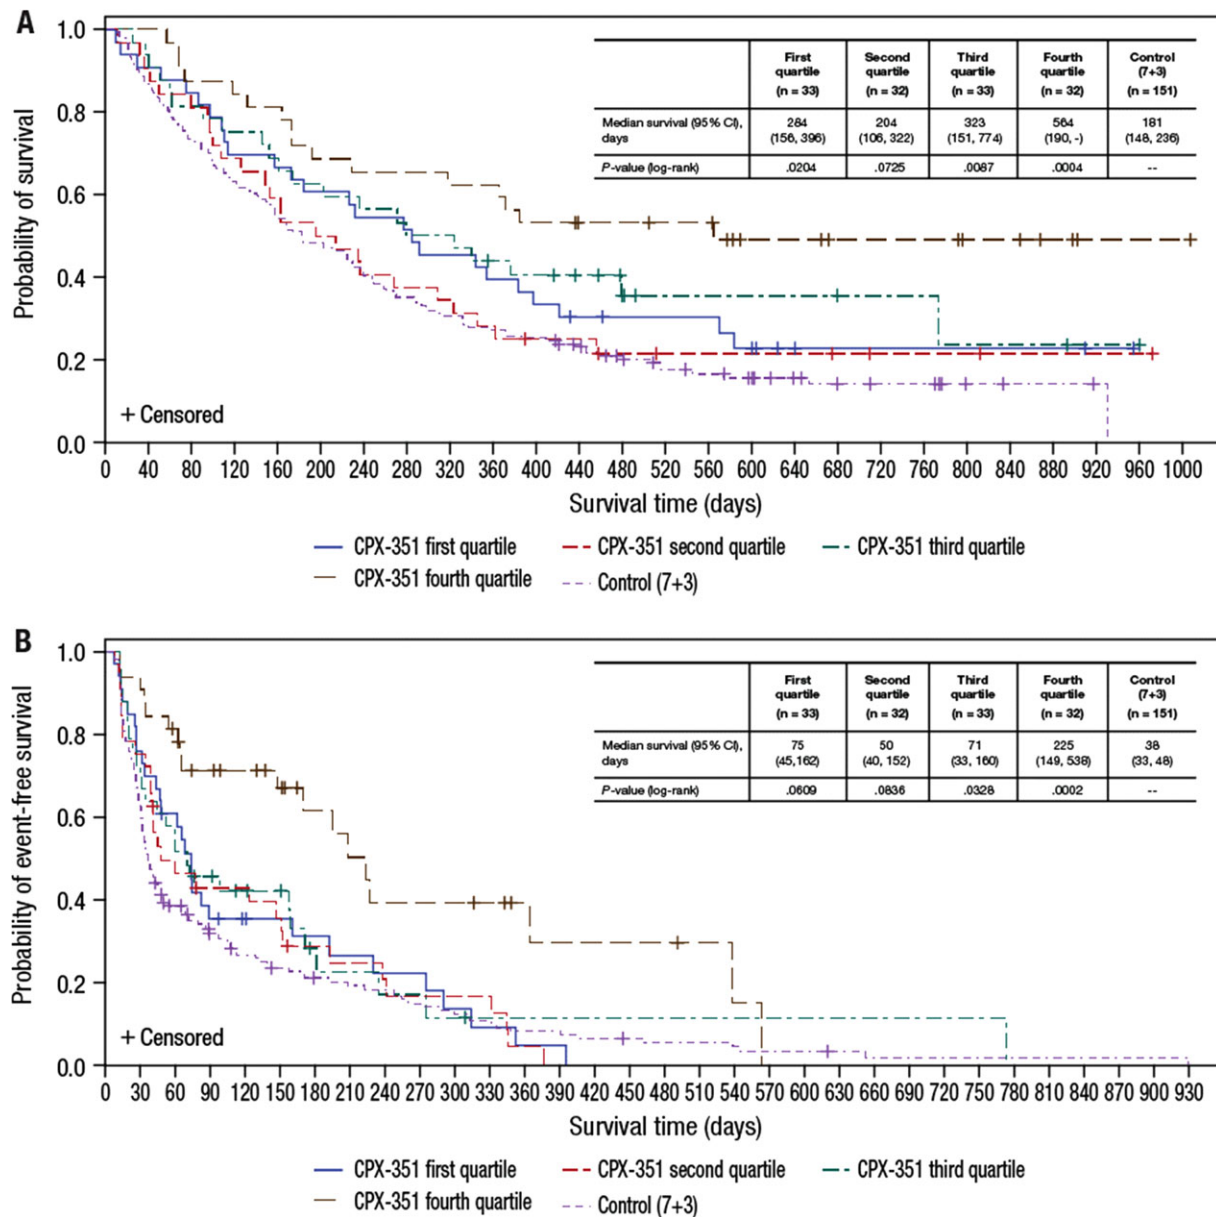 A
1.0
0.8
0.6
0.4
0.2
0.0
Probability of survival
First quartile (n = 33)
Second quartile (n = 32)
Third quartile (n = 33)
Fourth quartile (n = 32)
Control (7+3) (n = 151)
Median survival (95% CI), days
284 (156, 396)
204 (106, 322)
323 (151, 774)
564 (190, -)
181 (148, 236)
P-value (log-rank)
.0204
.0725
.0087
.0004
--
+ Censored
0 40 80 120 160 200 240 280 320 360 400 440 480 520 560 600 640 680 720 760 800 840 880 920 960 1000
Survival time (days)
CPX-351 first quartile
CPX-351 second quartile
CPX-351 third quartile
CPX-351 fourth quartile
Control (7+3)
B
1.0
0.8
0.6
0.4
0.2
0.0
Probability of event-free survival
First quartile (n = 33)
Second quartile (n = 32)
Third quartile (n = 33)
Fourth quartile (n = 32)
Control (7+3) (n = 151)
Median survival (95% CI), days
75 (45,162)
50 (40, 152)
71 (33, 160)
225 (149, 538)
38 (33, 48)
P-value (log-rank)
.0609
.0836
.0328
.0002
--
+ Censored
0 30 60 90 120 150 180 210 240 270 300 330 360 390 420 450 480 510 540 570 600 630 660 690 720 750 780 810 840 870 900 930
Survival time (days)
CPX-351 first quartile
CPX-351 second quartile
CPX-351 third quartile
CPX-351 fourth quartile
Control (7+3)